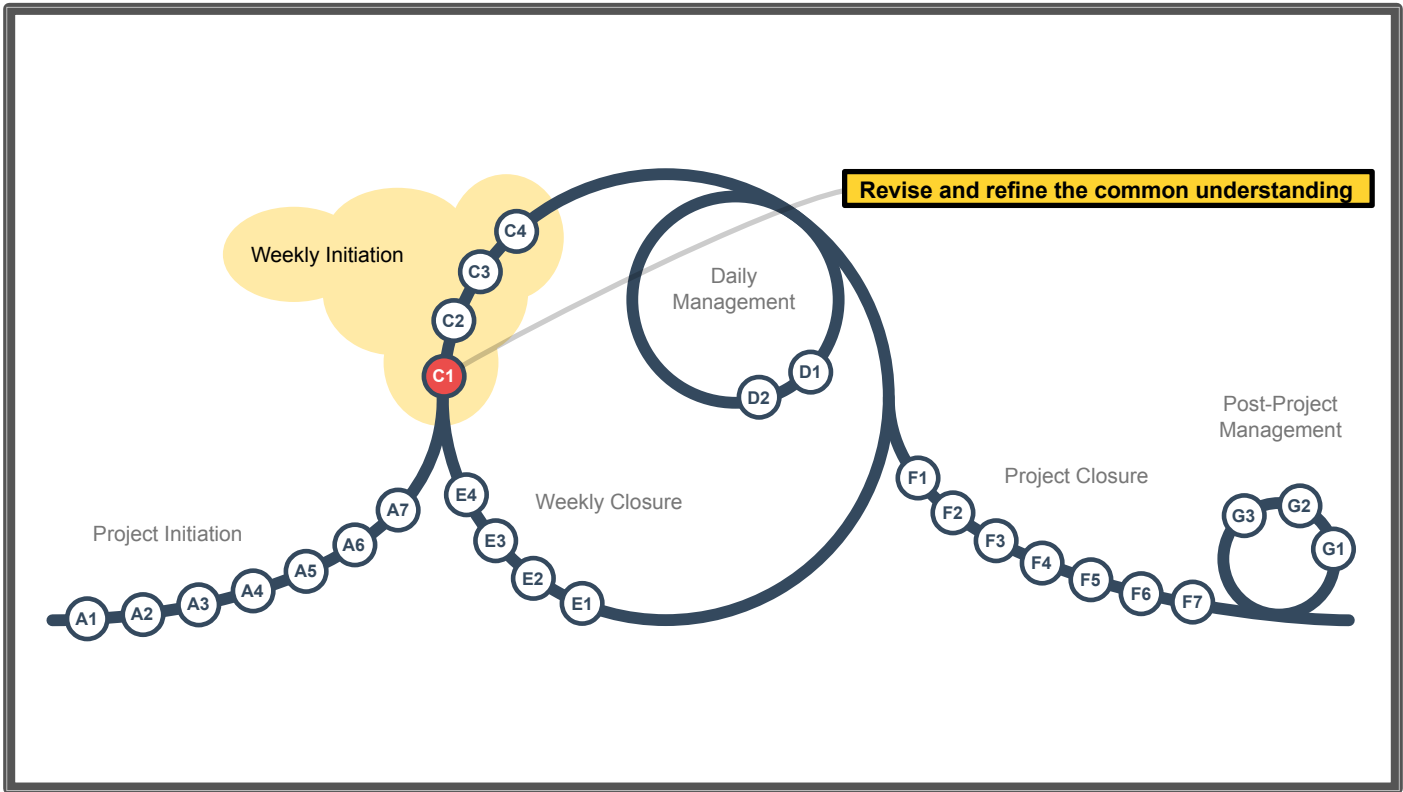 Revise and refine the common understanding
Weekly Initiation
C4
C3
C2
C1
Daily
Management
D1
D2
Project Initiation
A1
A2
A3
A4
A5
A6
A7
Weekly Closure
E4
E3
E2
E1
Project Closure
F1
F2
F3
F4
F5
F6
F7
Post-Project
Management
G3
G2
G1